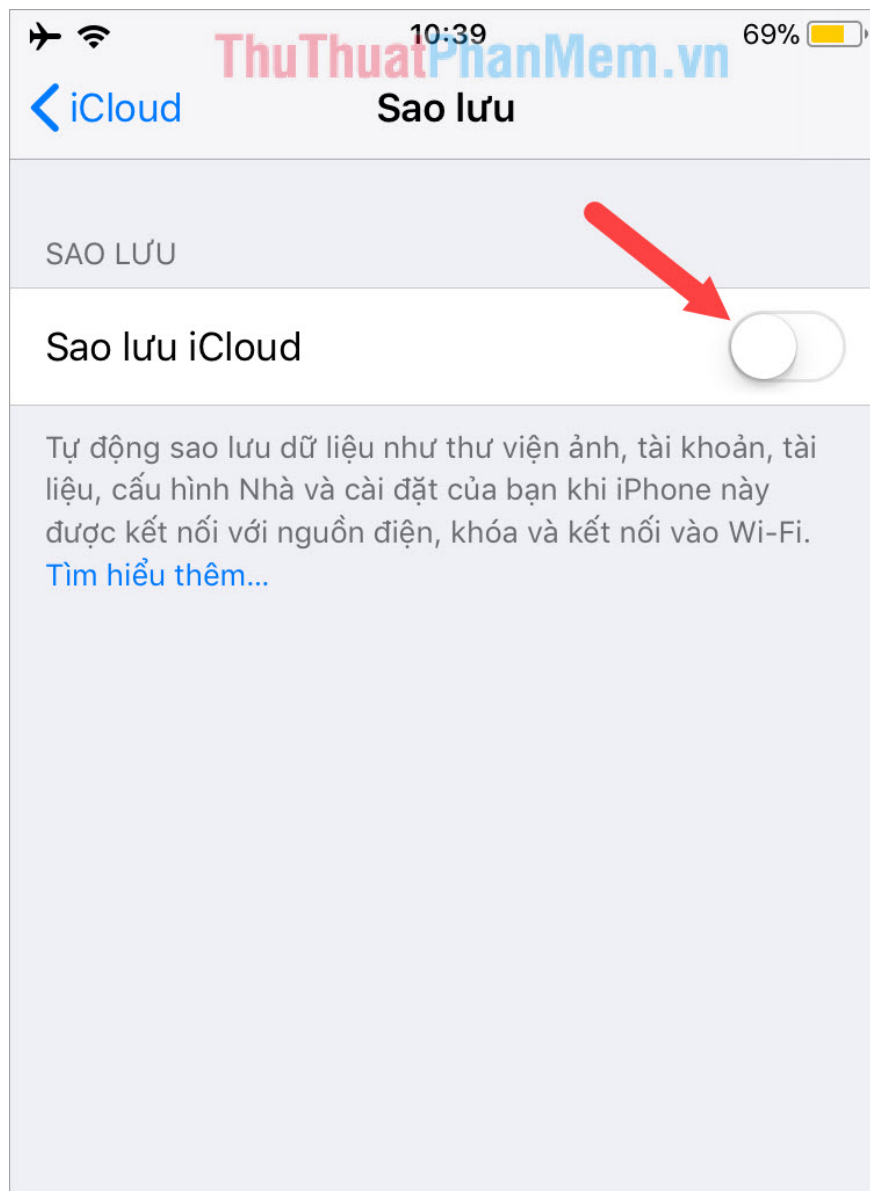 10:39
69%
ThuThuatPhanMem.vn
iCloud
Sao lưu
SAO LƯU
Sao lưu iCloud
Tự động sao lưu dữ liệu như thư viện ảnh, tài khoản, tài
liệu, cấu hình Nhà và cài đặt của bạn khi iPhone này
được kết nối với nguồn điện, khóa và kết nối vào Wi-Fi.
Tìm hiểu thêm...